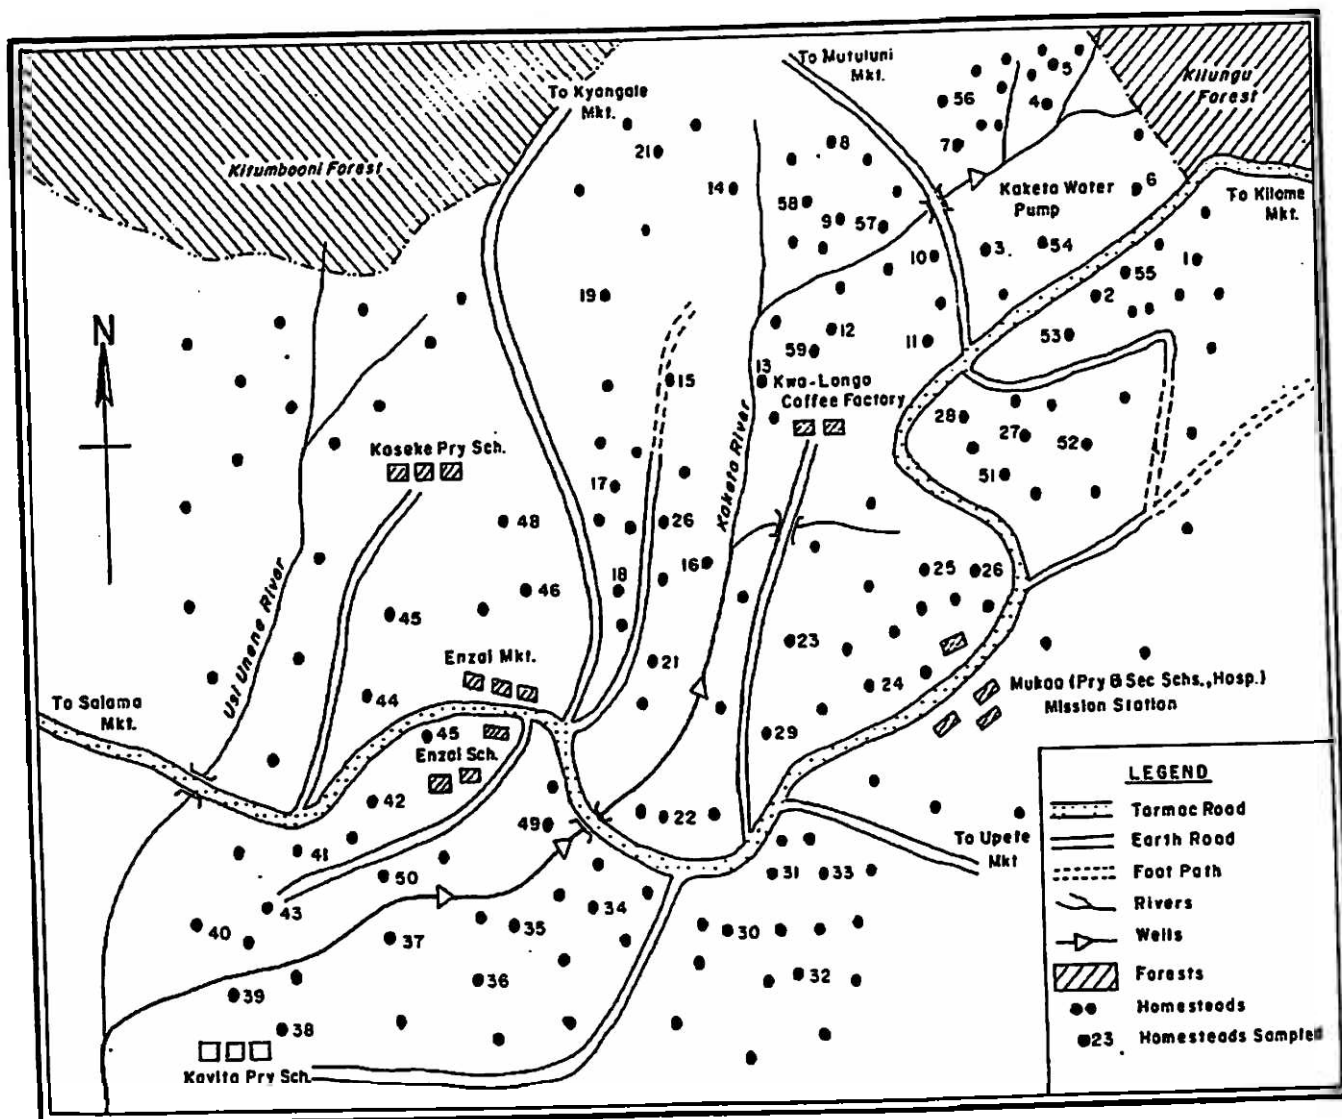 To Kyangale
Mkt.
To Mutuluni
Mkt.
Kilungu
Forest
Kitumbooni Forest
Kaketa Water
Pump
To Kilome
Mkt.
5
56
4
7
8
21
14
58
9
57
6
10
3
54
1
55
2
19
12
59
11
53
N
15
13
Kwa-Longo
Coffee Factory
28
27
52
51
Kaseke Pry Sch.
Kaketa River
17
48
26
16
18
25
26
46
45
23
Usi Unene River
Enzai Mkt.
21
24
Mukaa (Pry & Sec Schs., Hosp.)
Mission Station
To Salama
Mkt.
44
45
Enzai Sch.
29
42
49
22
To Upete
Mkt
41
50
31
33
43
40
37
35
34
30
39
36
32
38
Kavita Pry Sch.
LEGEND
Tarmac Road
Earth Road
Foot Path
Rivers
Wells
Forests
Homesteads
23 Homesteads Sampled